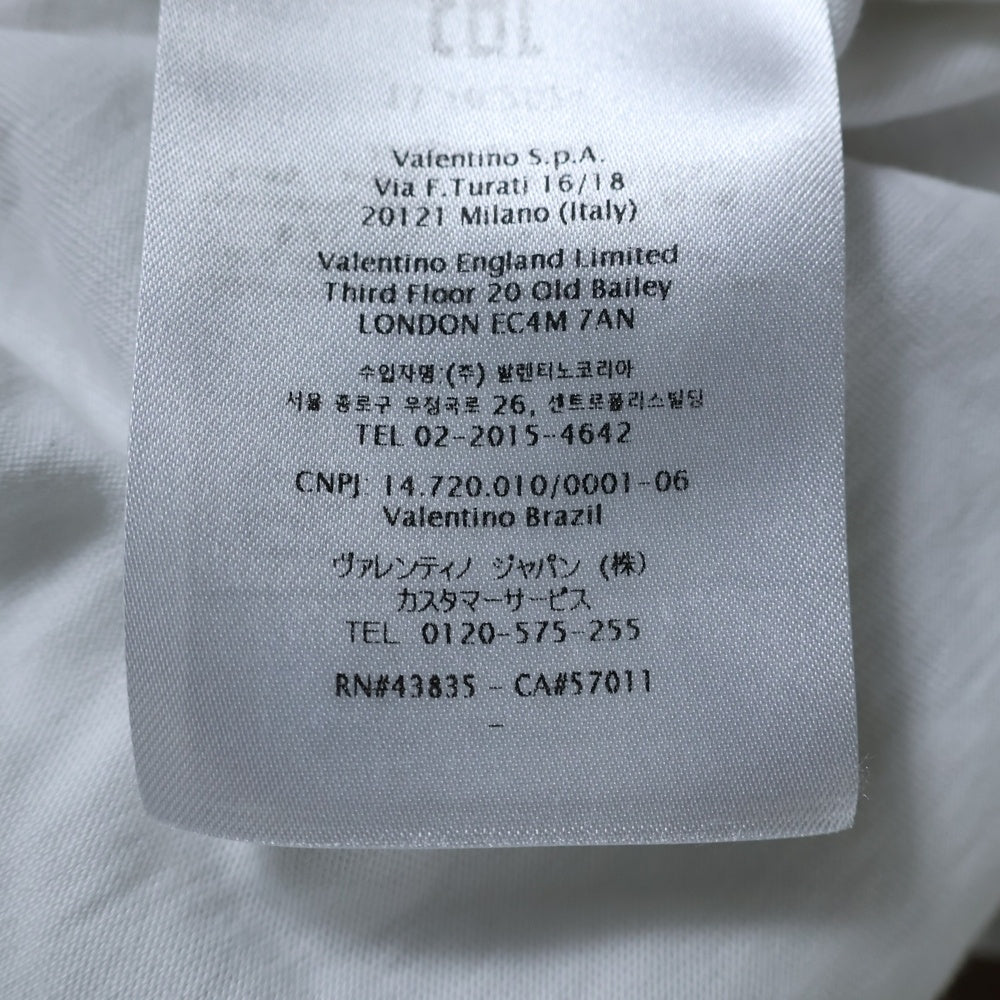 Valentino S.p.A.
Via F.Turati 16/18
20121 Milano (Italy)
Valentino England Limited
Third Floor 20 Old Bailey
LONDON EC4M 7AN
수입자명:(주) 발렌티노코리아
서울 종로구 우정국로 26, 센트로폴리스빌딩
TEL 02-2015-4642
CNPJ: 14.720.010/0001-06
Valentino Brazil
ヴァレンティノ ジャパン (株)
カスタマーサービス
TEL 0120-575-255
RN#43835 - CA#57011
-